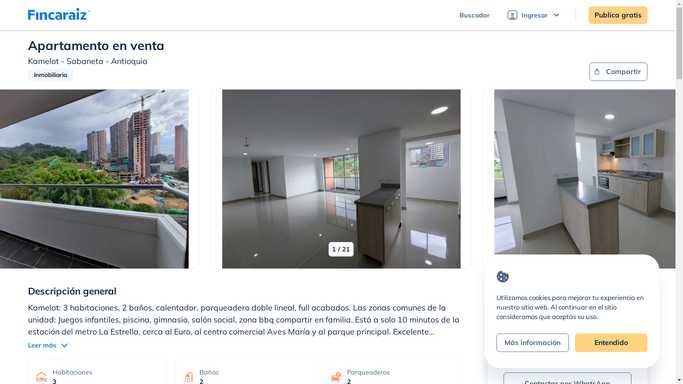 Fincaraiz
Buscador
Ingresar
Publica gratis
Apartamento en venta
Kamelot - Sabaneta - Antioquia
Inmobiliaria
Compartir
1 / 21
Descripción general
Kamelot: 3 habitaciones, 2 baños, calentador, parqueadero doble lineal, full acabados. Las zonas comunes de la
unidad: Juegos infantiles, piscina, gimnasio, salón social, zona bbq compartir en familia. Está a solo 10 minutos de la
estación del metro La Estrella, cerca al Euro, al centro comercial Aves María y al parque principal. Excelente...
Leer más
Habitaciones
3
Baños
2
Parqueaderos
2
Utilizamos cookies para mejorar tu experiencia en
nuestro sitio web. Al continuar en el sitio
consideramos que aceptas su uso.
Más información
Entendido
Contactar por WhatsApp